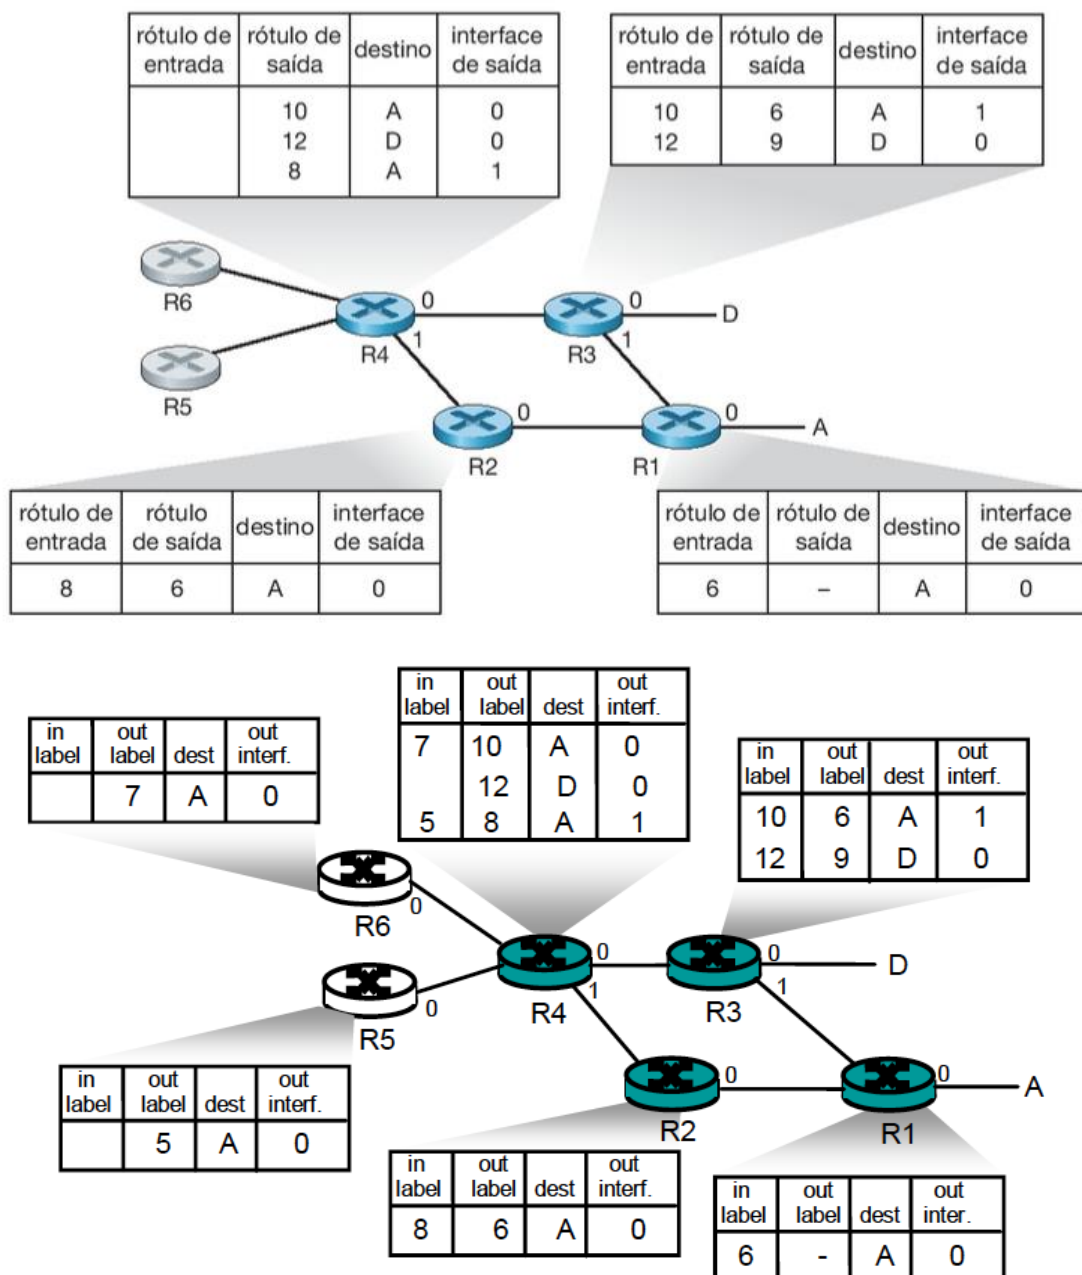 rótulo de rótulo de destino interface
entrada saída de saída
10 A 0
12 D 0
8 A 1
rótulo de rótulo de destino interface
entrada saída de saída
10 6 A 1
12 9 D 0
R6
R5
0
1
R4
0
1
R3
D
0
R2
0
R1
A
rótulo de rótulo destino interface
entrada de saída de saída
8 6 A 0
rótulo de rótulo de destino interface
entrada saída de saída
6 – A 0
in out dest out
label label interf.
7 A 0
in out dest out
label label interf.
7 10 A 0
12 D 0
5 8 A 1
in out dest out
label label interf.
10 6 A 1
12 9 D 0
0
R6
0
R5
0
1
R4
0
1
R3
D
0
R2
0
R1
A
in out dest out
label label interf.
5 A 0
in out dest out
label label interf.
8 6 A 0
in out dest out
label label inter.
6 - A 0